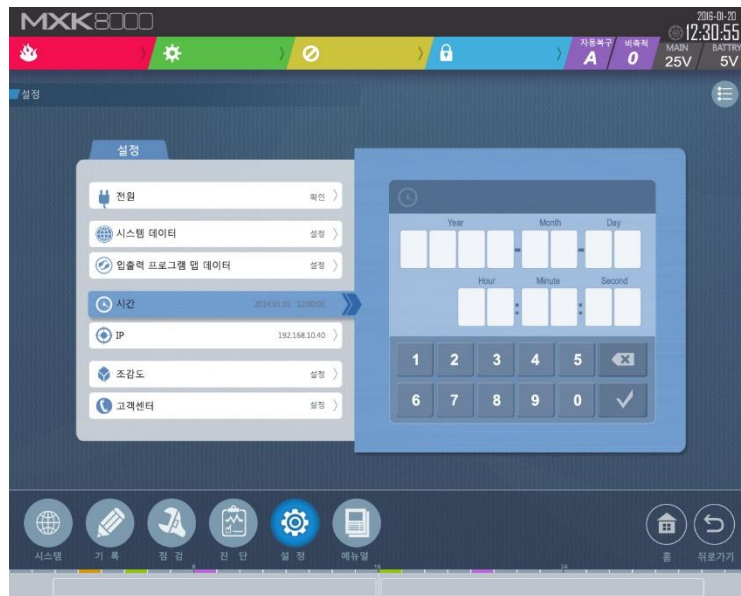 MXK8000
2016-01-20
12:30:55
자동복구 비축적 MAIN BATTRY
A 0 25V 5V
설정
설정
전원 확인
시스템 데이터 설정
입출력 프로그램 맵 데이터 설정
시간 2014.01.01 12:00:00
IP 192.168.10.40
조감도 설정
고객센터 설정
Year Month Day
- -
Hour Minute Second
: :
1 2 3 4 5
6 7 8 9 0
시스템 기 록 점 검 진 단 설 정 메뉴얼 홈 뒤로가기
8 16 24